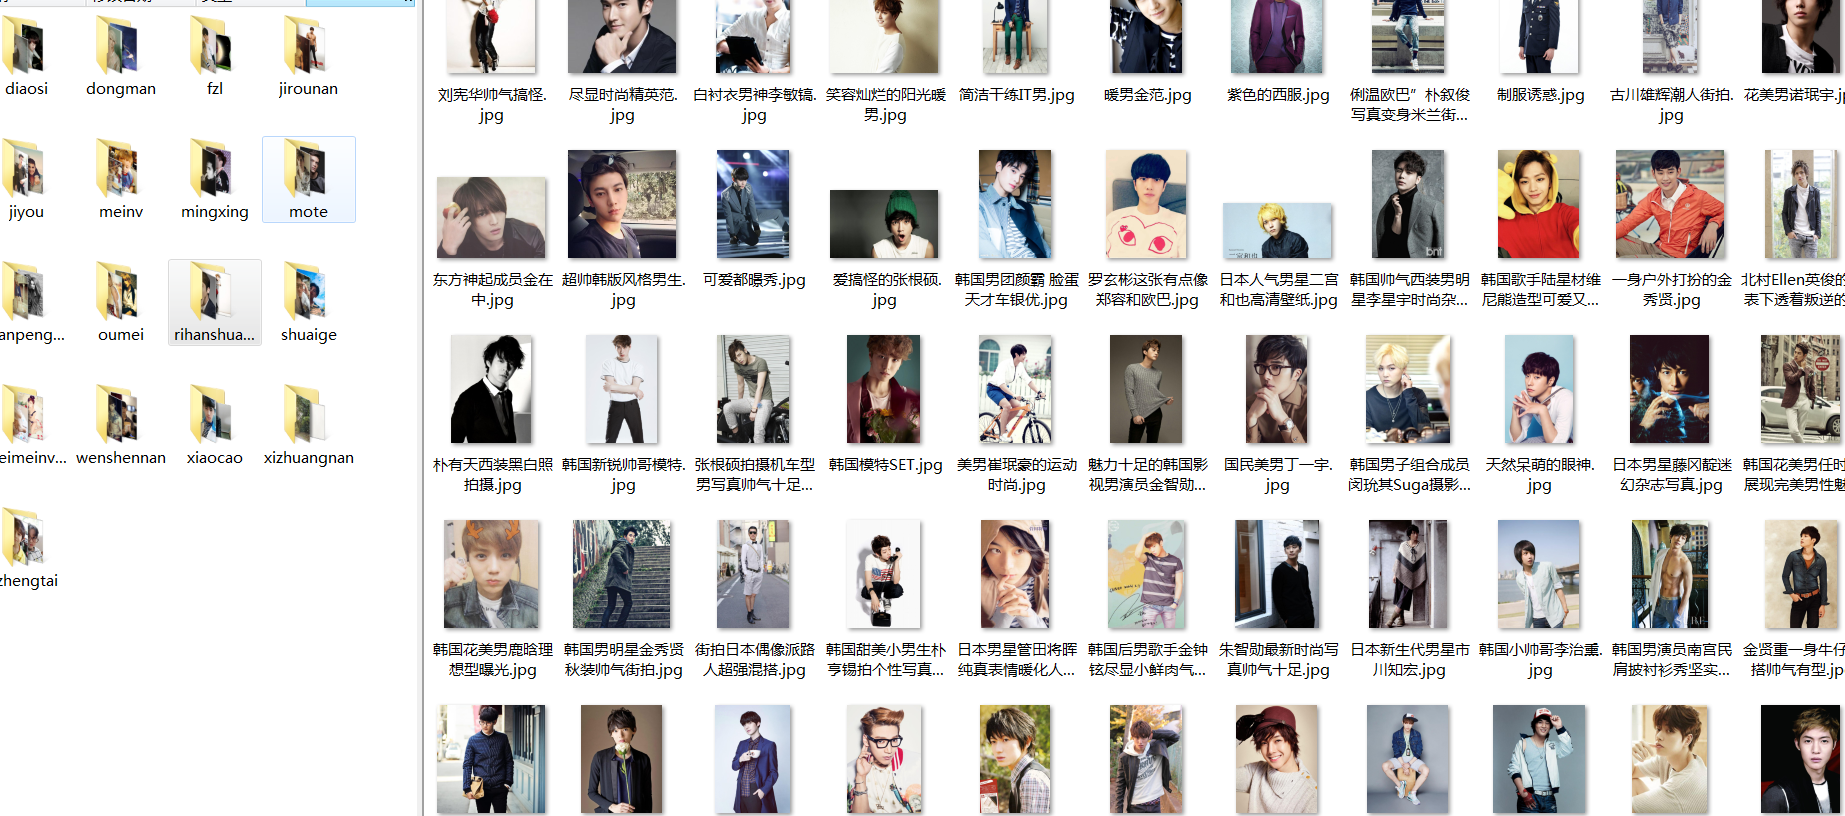 diaosi
dongman
fzl
jirounan
jiyou
meinv
mingxing
mote
anpeng...
oumei
rihanshua...
shuaige
eimeinv...
wenshennan
xiaocao
xizhuangnan
zhengtai
刘宪华帅气搞怪.
jpg
尽显时尚精英范.
jpg
白衬衣男神李敏镐.
jpg
笑容灿烂的阳光暖
男.jpg
简洁干练IT男.jpg
暖男金范.jpg
紫色的西服.jpg
俐温欧巴”朴叙俊
写真变身米兰街...
制服诱惑.jpg
古川雄辉潮人街拍.
jpg
花美男诺珉宇.jp
东方神起成员金在
中.jpg
超帅韩版风格男生.
jpg
可爱都暻秀.jpg
爱搞怪的张根硕.
jpg
韩国男团颜霸 脸蛋
天才车银优.jpg
罗玄彬这张有点像
郑容和欧巴.jpg
日本人气男星二宫
和也高清壁纸.jpg
韩国帅气西装男明
星李星宇时尚杂...
韩国歌手陆星材维
尼熊造型可爱又...
一身户外打扮的金
秀贤.jpg
北村Ellen英俊的
表下透着叛逆的
朴有天西装黑白照
拍摄.jpg
韩国新锐帅哥模特.
jpg
张根硕拍摄机车型
男写真帅气十足...
韩国模特SET.jpg
美男崔珉豪的运动
时尚.jpg
魅力十足的韩国影
视男演员金智勋...
国民美男丁一宇.
jpg
韩国男子组合成员
闵玧其Suga摄影...
天然呆萌的眼神.
jpg
日本男星藤冈靛迷
幻杂志写真.jpg
韩国花美男任时
展现完美男性魅
韩国花美男鹿晗理
想型曝光.jpg
韩国男明星金秀贤
秋装帅气街拍.jpg
街拍日本偶像派路
人超强混搭.jpg
韩国甜美小男生朴
亨锡拍个性写真...
日本男星管田将晖
纯真表情暖化人...
韩国后男歌手金钟
铉尽显小鲜肉气...
朱智勋最新时尚写
真帅气十足.jpg
日本新生代男星市
川知宏.jpg
韩国小帅哥李治薰.
jpg
韩国男演员南宫民
肩披衬衫秀坚实...
金贤重一身牛仔
搭帅气有型.jp